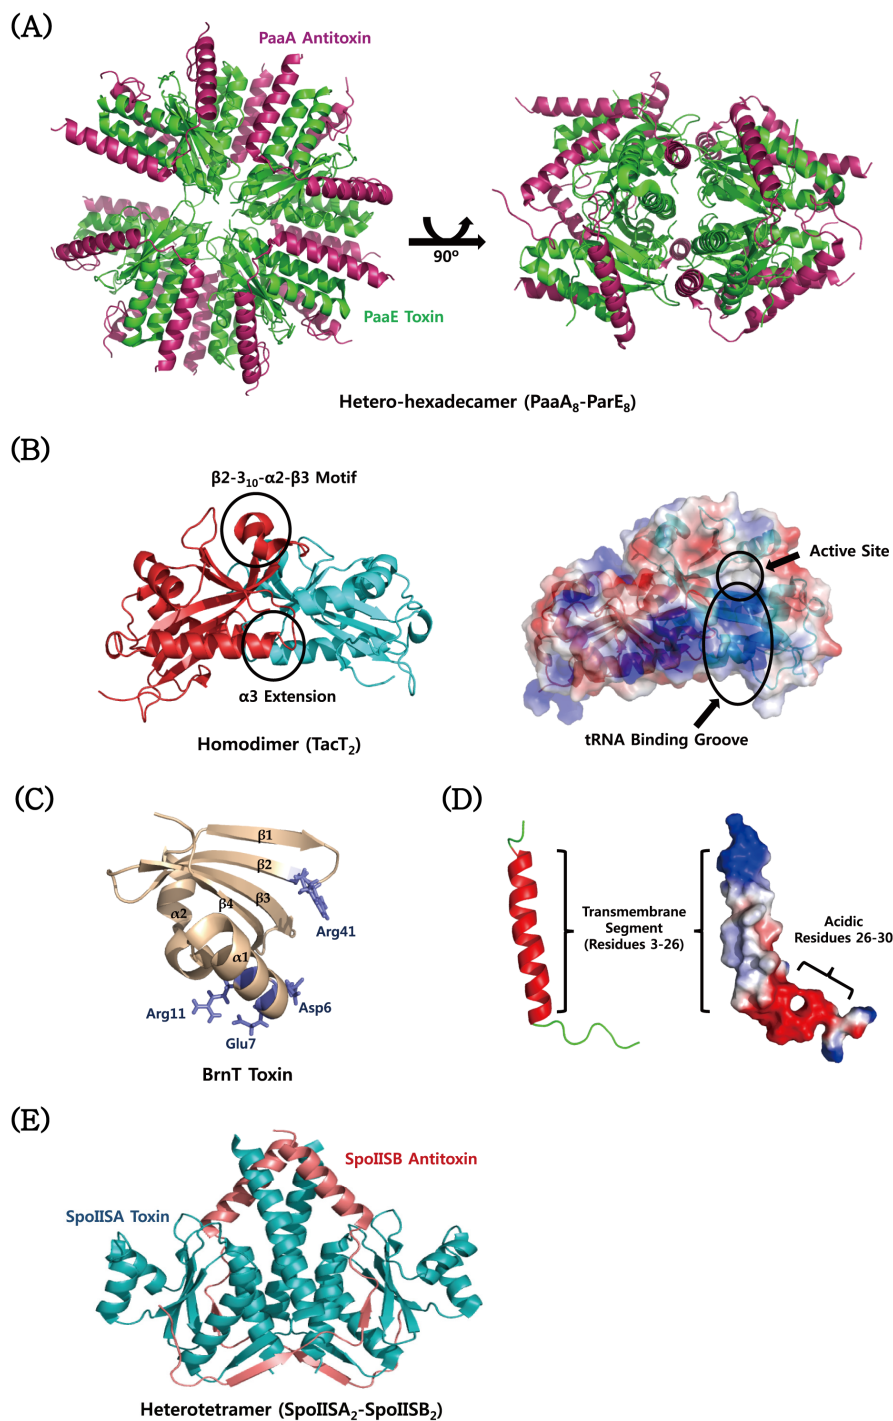 (A)
PaaA Antitoxin
90º
PaaE Toxin
Hetero-hexadecamer (PaaA8-ParE8)
(B)
β2-310-α2-β3 Motif
Active Site
α3 Extension
tRNA Binding Groove
Homodimer (TacT2)
(C)
(D)
β1
β2
β3
β4
α2
α1
Arg41
Arg11
Asp6
Glu7
BrnT Toxin
Transmembrane
Segment
(Residues 3-26)
Acidic
Residues 26-30
(E)
SpoIISB Antitoxin
SpoIISA Toxin
Heterotetramer (SpoIISA2-SpoIISB2)